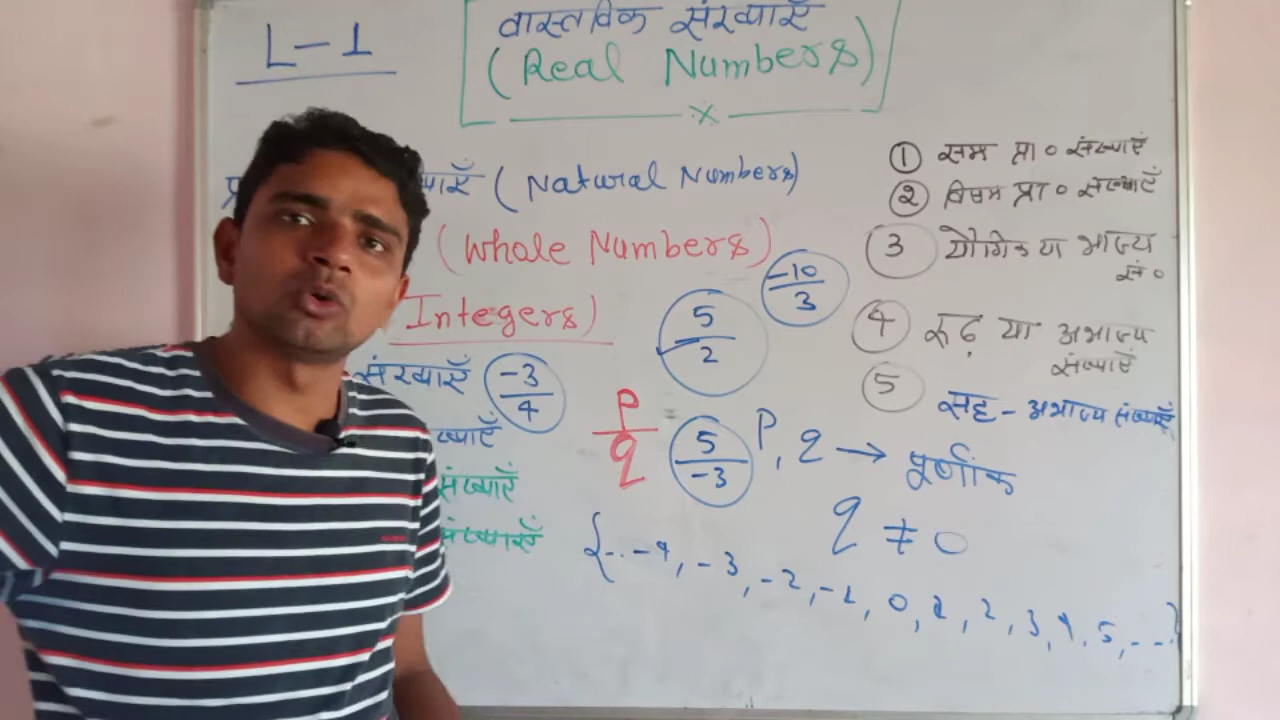 L-1
वास्तविक संख्याएँ
(Real Numbers)
x
(Natural Numbers)
(Whole Numbers)
Integers)
संख्याएँ
-3/4
संख्याएँ
संख्याएँ
5/2
-10/3
P/q
5/-3
P, q → पूर्णांक
q ≠ 0
{... -4, -3, -2, -1, 0, 1, 2, 3, 4, 5, ...}
① सम प्रा० संख्याएँ
② विषम प्रा० संख्याएँ
③ यौगिक या भाज्य
सं०
④ रूढ़ या अभाज्य
संख्याएँ
⑤ सह-अभाज्य संख्याएँ